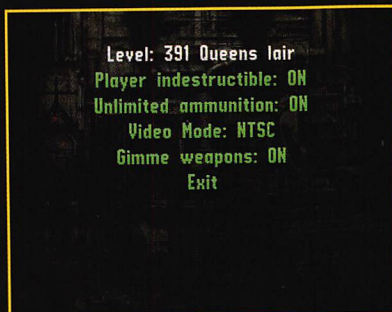 Level: 391 Queens lair
Player indestructible: ON
Unlimited ammunition: ON
Video Mode: NTSC
Gimme weapons: ON
Exit